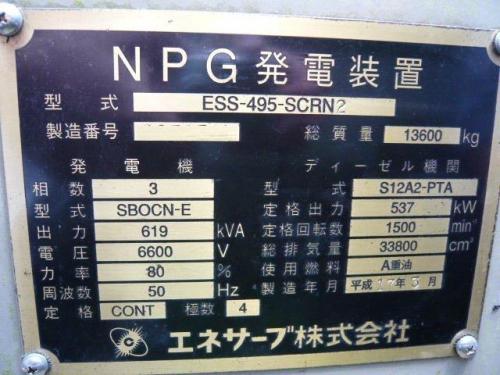 NPG発電装置
型式 ESS-495-SCRN2
製造番号 総質量 13600 kg
発電機
相数 3
型式 SBOCN-E
出力 619 kVA
電圧 6600 V
力率 80 %
周波数 50 Hz
定格 CONT 極数 4
ディーゼル機関
型式 S12A2-PTA
定格出力 537 kW
定格回転数 1500 min⁻¹
総排気量 33800 cm³
使用燃料 A重油
製造年月 平成17年5月
エネサーブ株式会社